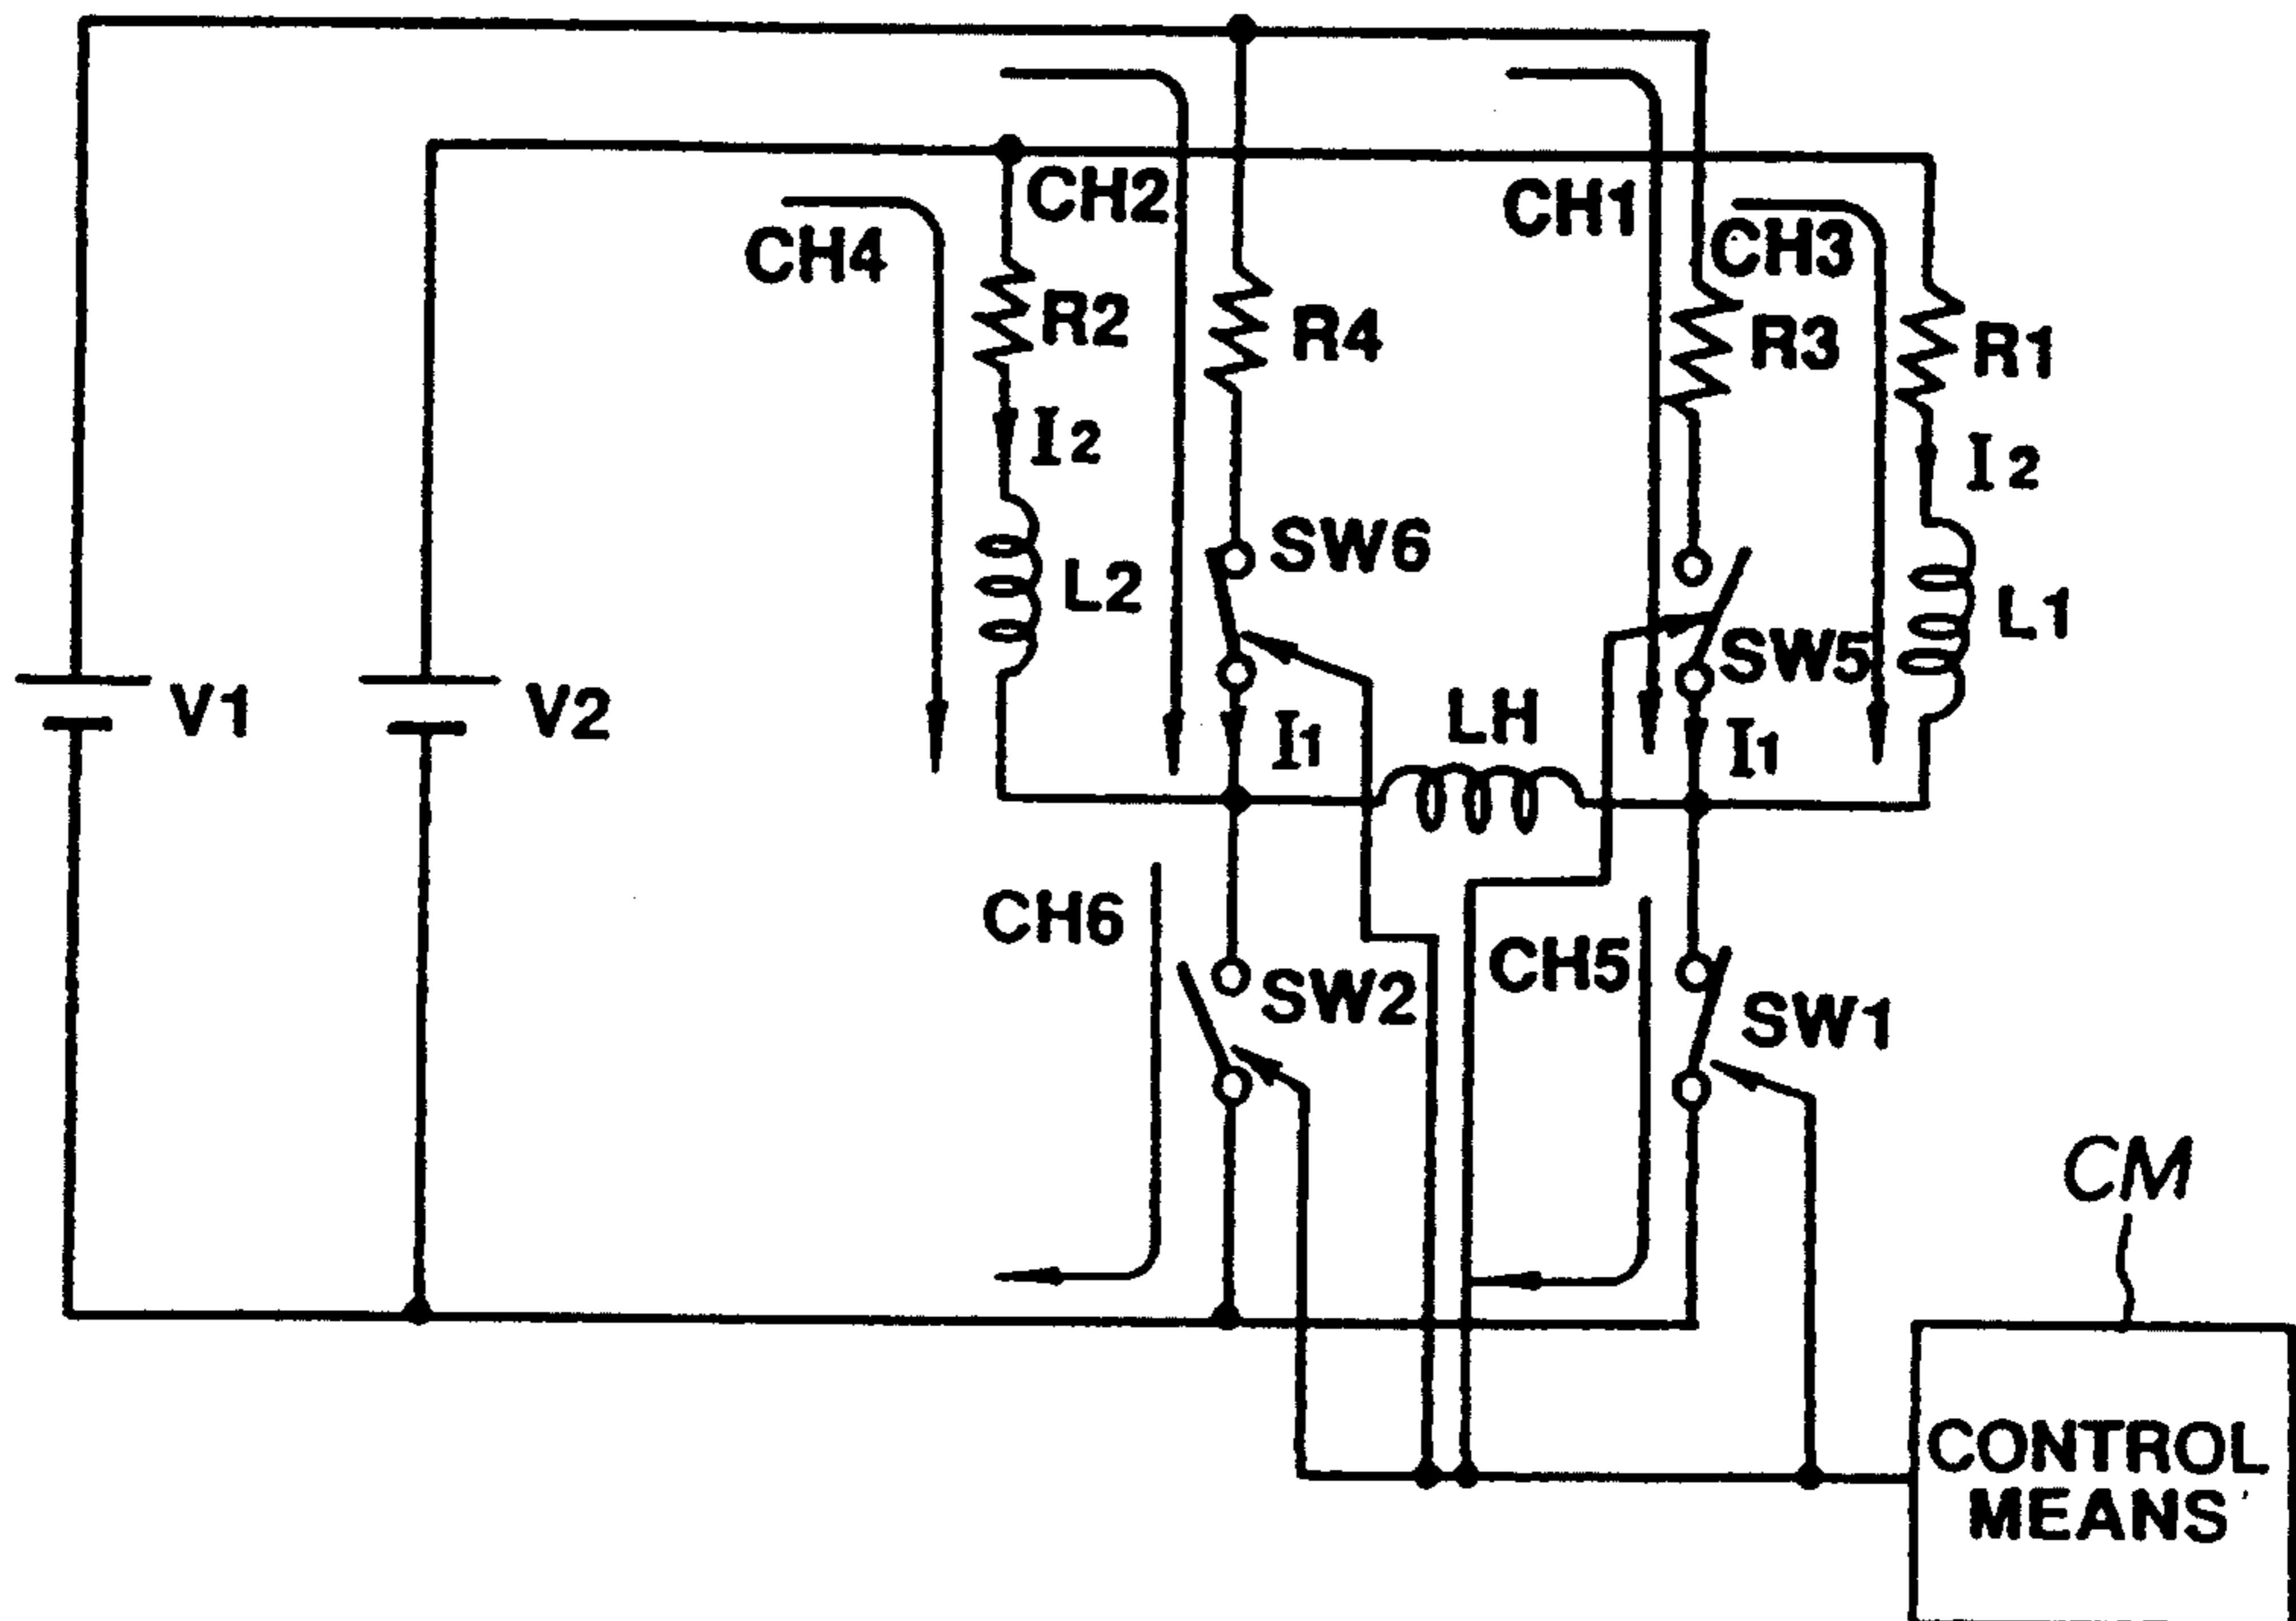 CH2
CH1
CH4
CH3
R2
R4
R3
R1
I2
I2
SW6
L2
L1
SW5
V1
V2
LH
I1
I1
CH6
CH5
SW2
SW1
CM
CONTROL
MEANS